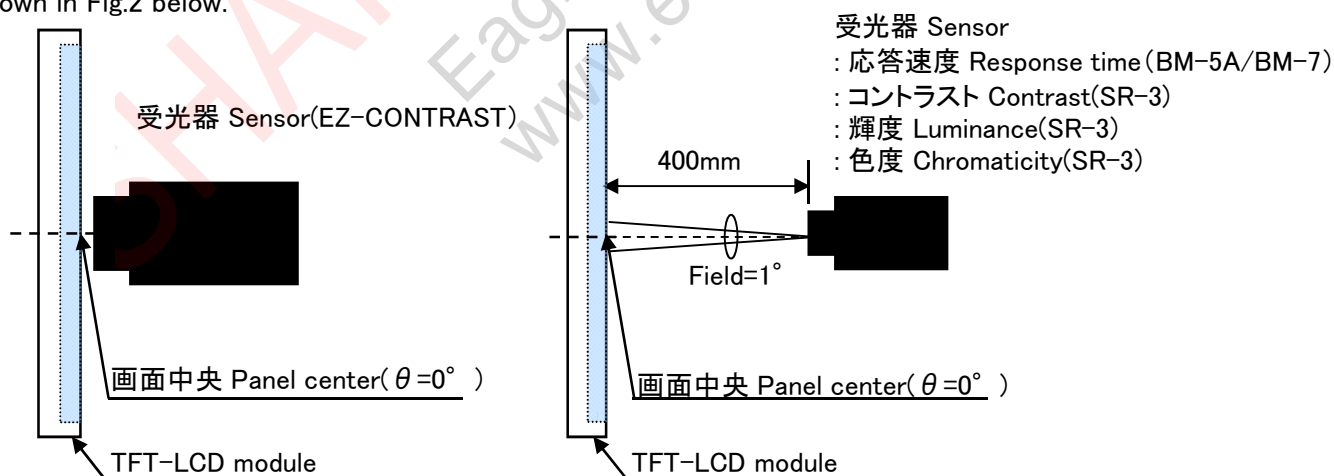 own in Fig.2 below.
受光器 Sensor(EZ-CONTRAST)
画面中央 Panel center(θ=0° )
TFT-LCD module
受光器 Sensor
: 応答速度 Response time(BM-5A/BM-7)
: コントラスト Contrast(SR-3)
: 輝度 Luminance(SR-3)
: 色度 Chromaticity(SR-3)
400mm
Field=1°
画面中央 Panel center(θ=0° )
TFT-LCD module